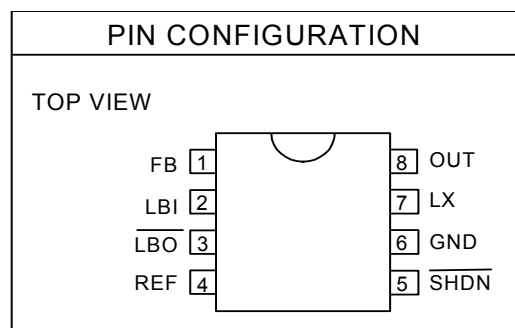 PIN CONFIGURATION
TOP VIEW
FB 1 8 OUT
LBI 2 7 LX
LBO 3 6 GND
REF 4 5 SHDN